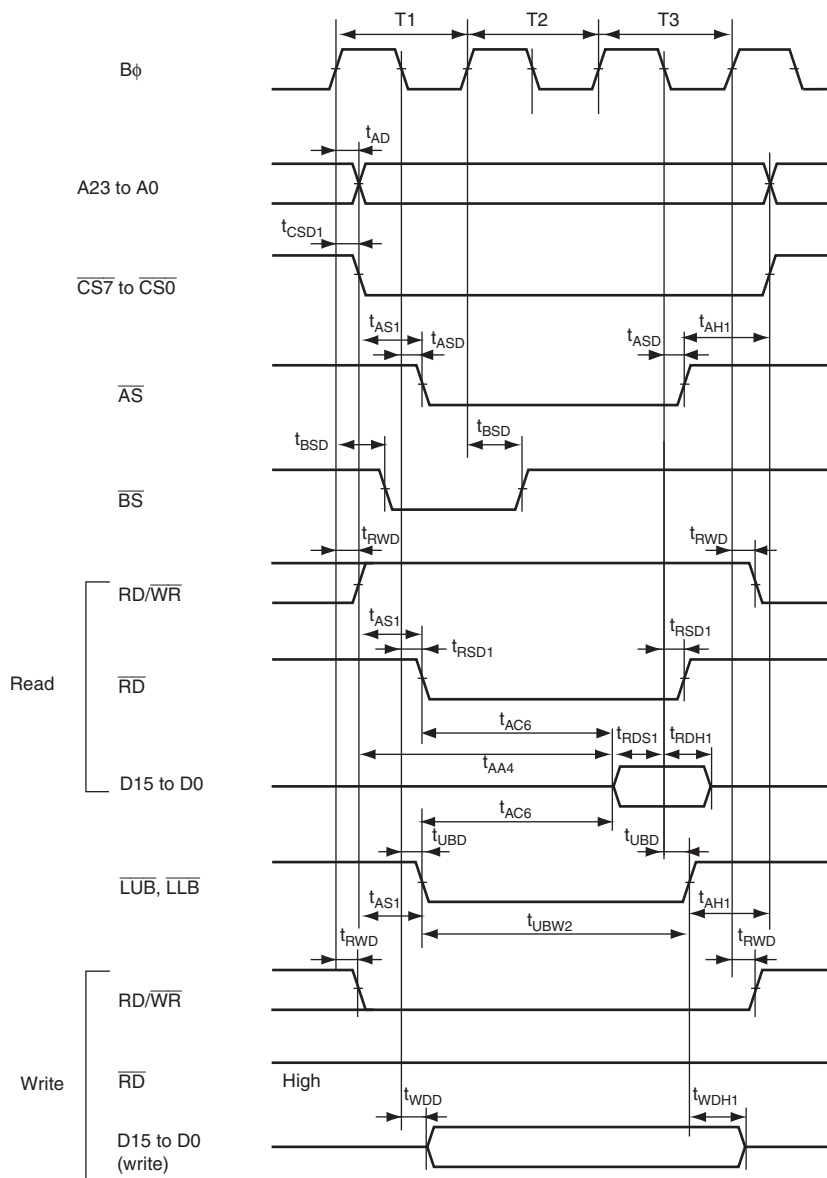 T1 T2 T3
Bϕ
tAD
A23 to A0
tCSD1
CS7 to CS0
tAS1 tASD tASD tAH1
AS
tBSD tBSD
BS
tRWD tRWD
RD/WR
tAS1 tRSD1 tRSD1
RD
Read
tAC6 tRDS1 tRDH1
tAA4
D15 to D0
tAC6
tUBD tUBD
LUB, LLB
tAS1 tUBW2 tAH1
tRWD tRWD
RD/WR
Write
RD High
tWDD tWDH1
D15 to D0
(write)